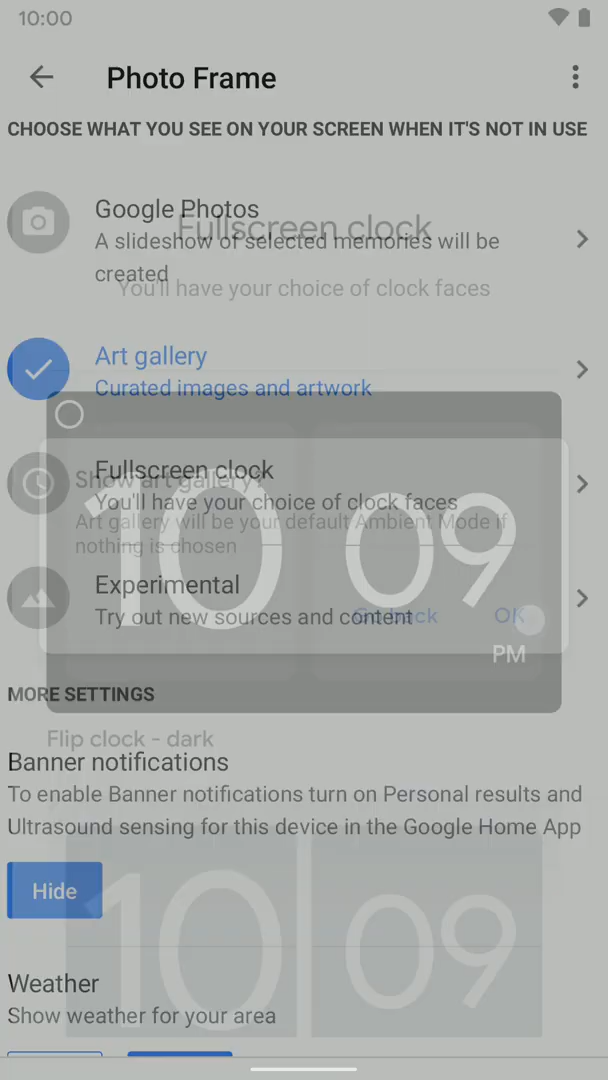 10:00
Photo Frame
CHOOSE WHAT YOU SEE ON YOUR SCREEN WHEN IT'S NOT IN USE
Google Photos
A slideshow of selected memories will be
created
Fullscreen clock
You'll have your choice of clock faces
Art gallery
Curated images and artwork
Fullscreen clock
You'll have your choice of clock faces
Show art gallery?
Art gallery will be your default Ambient Mode if
nothing is chosen
10 09
Experimental
Try out new sources and content
Go back OK
PM
MORE SETTINGS
Flip clock - dark
Banner notifications
To enable Banner notifications turn on Personal results and
Ultrasound sensing for this device in the Google Home App
Hide
10 09
Weather
Show weather for your area